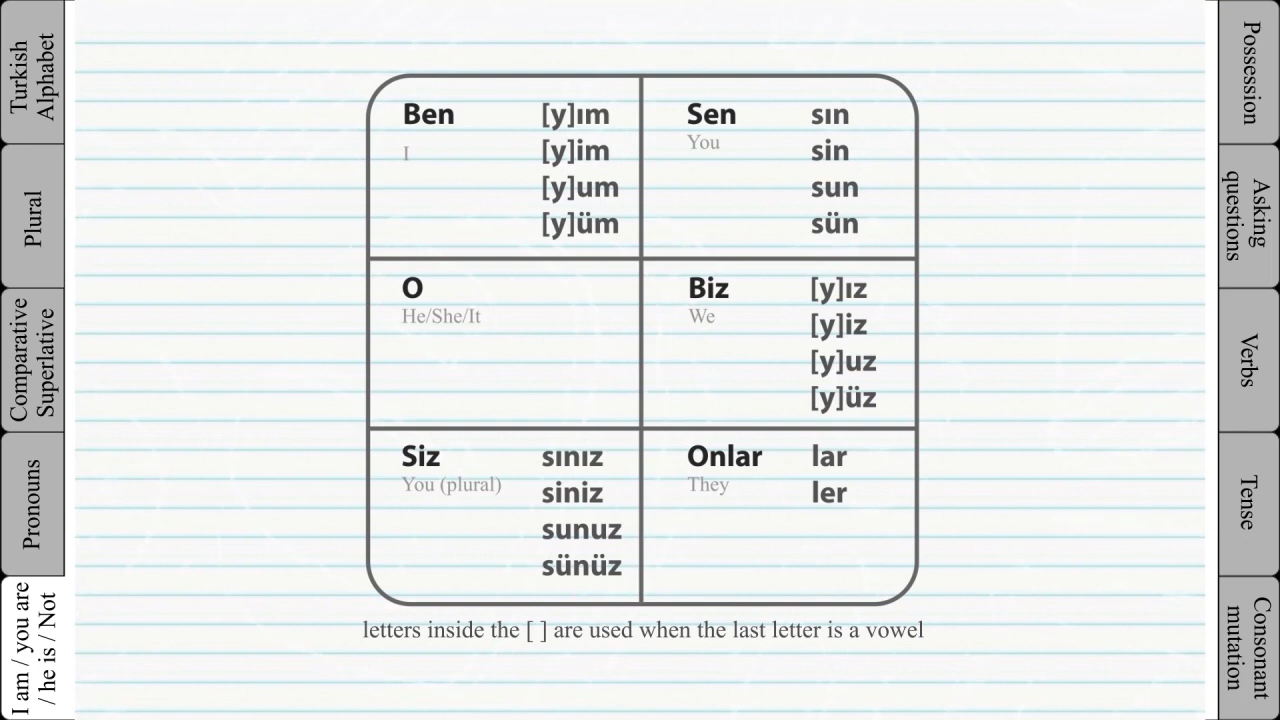 Turkish
Alphabet
Plural
Comparative
Superlative
Pronouns
I am / you are
/ he is / Not
Ben [y]ım
I
[y]im
[y]um
[y]üm
Sen sın
You
sin
sun
sün
O
He/She/It
Biz [y]ız
We
[y]iz
[y]uz
[y]üz
Siz sınız
You (plural)
siniz
sunuz
sünüz
Onlar lar
They
ler
letters inside the [ ] are used when the last letter is a vowel
Possession
Asking
questions
Verbs
Tense
Consonant
mutation